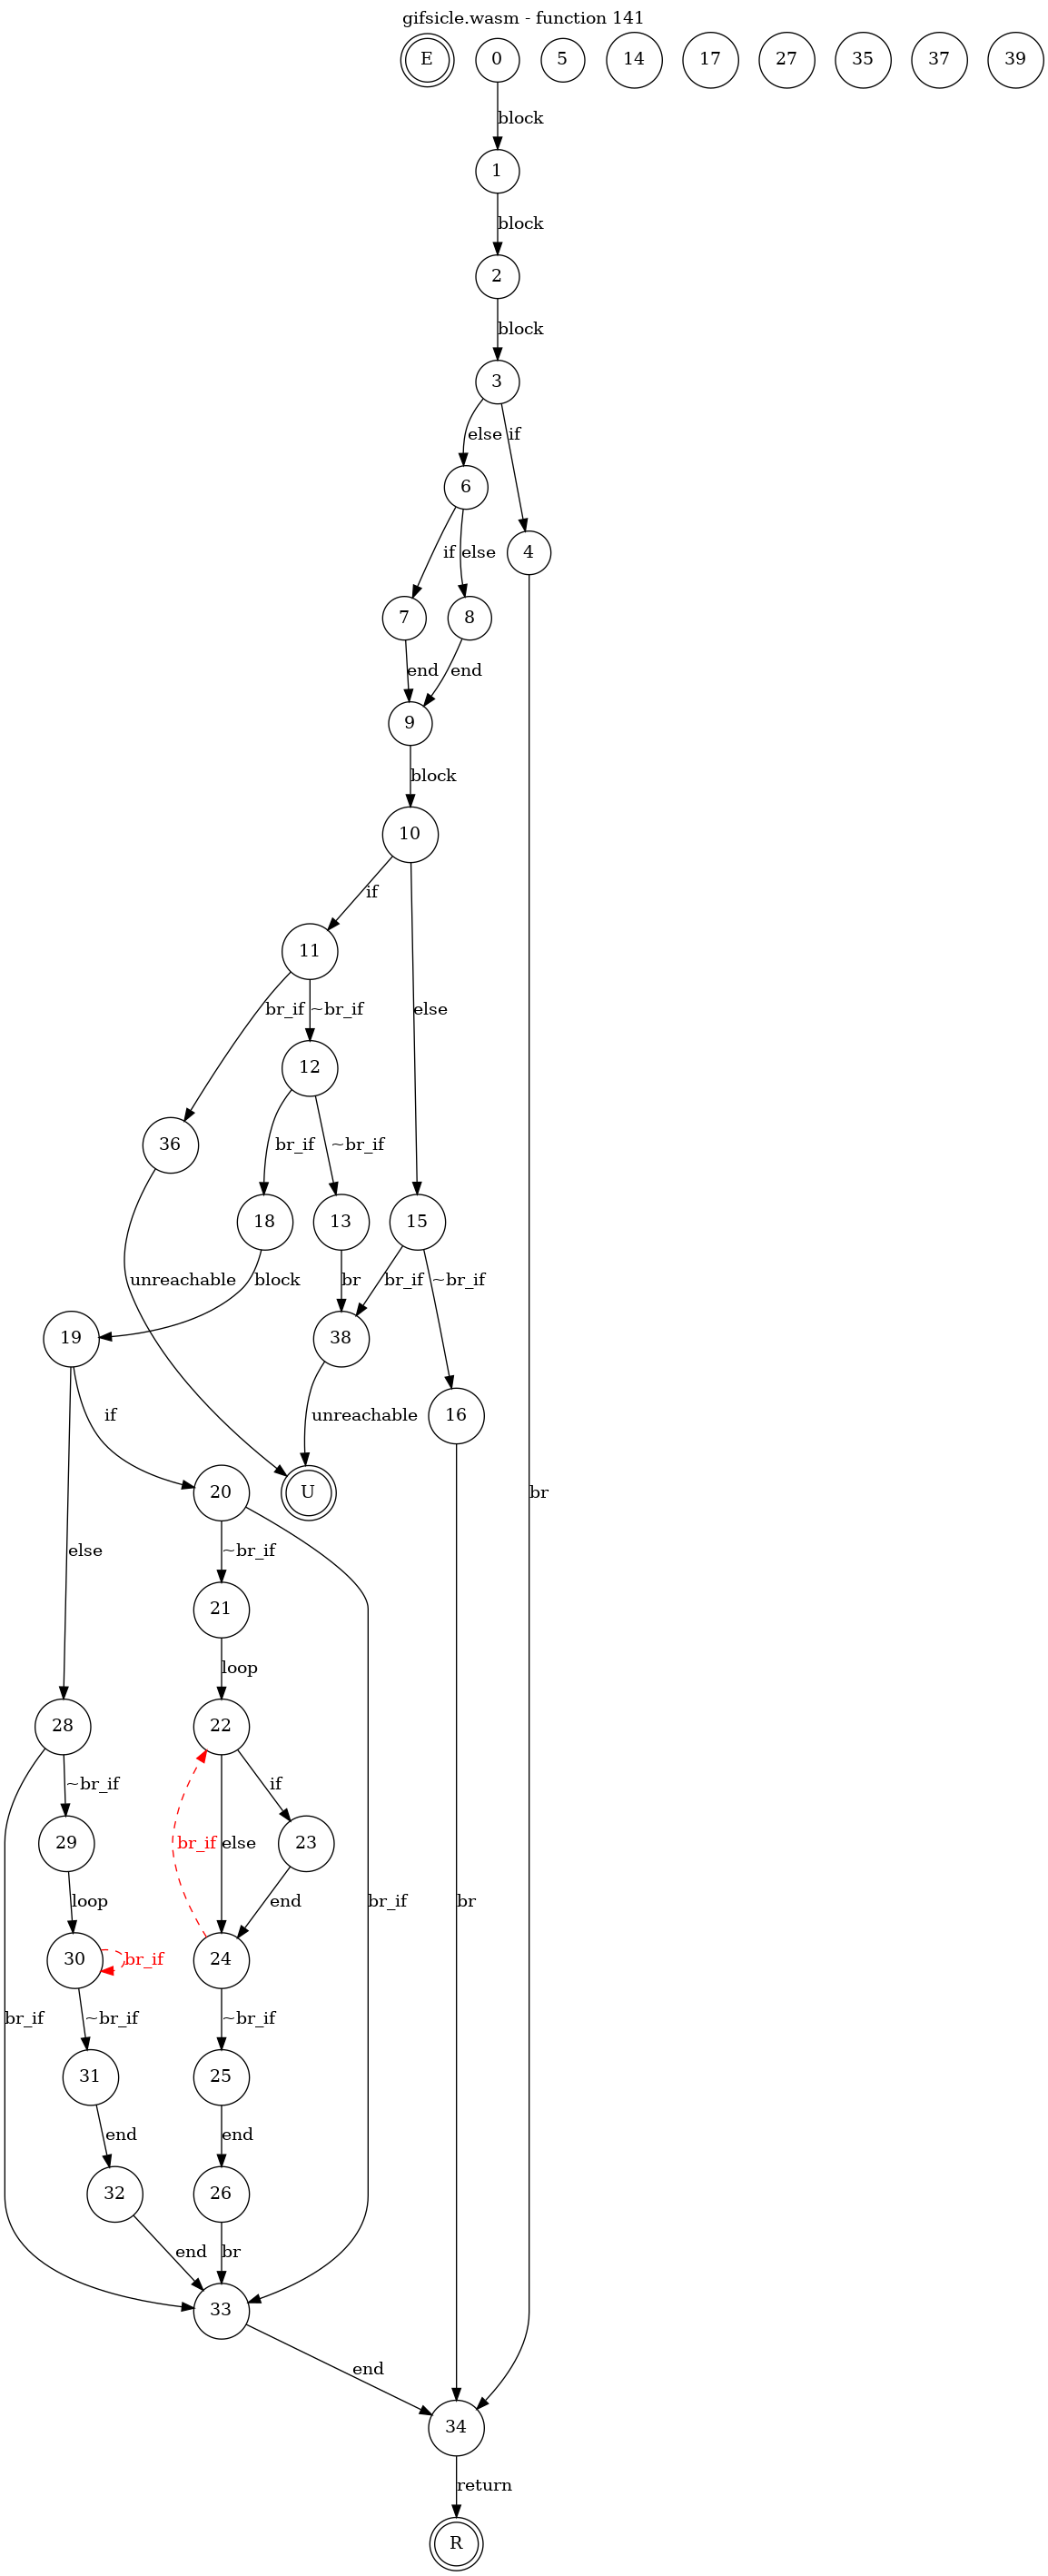 gifsicle.wasm - function 141
E 0 5 14 17 27 35 37 39
block
1
block
2
block
3
else if
6
4
if else
7 8
end end
9
block
10
if
11
br_if ~br_if else
12
36
br_if ~br_if
18 13 15
unreachable block br br_if ~br_if
19 38
if unreachable 16
20 U br
else ~br_if
21
loop
28 22
~br_if if
29 br_if else 23
loop end br_if br
30 br_if 24
br_if ~br_if ~br_if
31 25
end end
32 26
end br
33
end
34
return
R